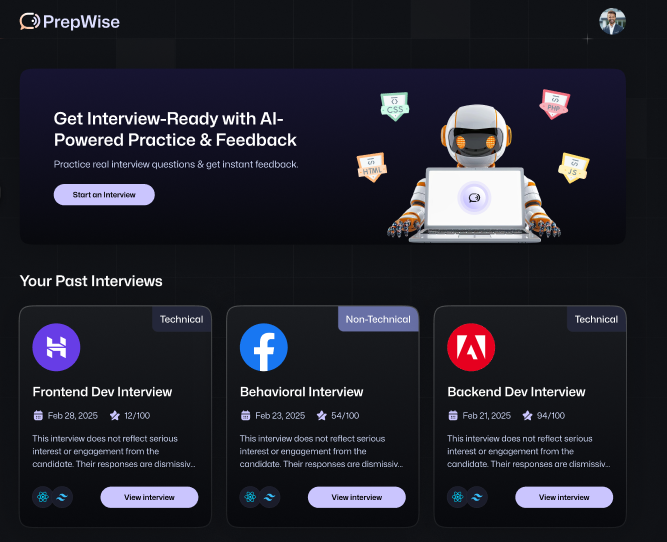 PrepWise
Get Interview-Ready with AI-
Powered Practice & Feedback
Practice real interview questions & get instant feedback.
Start an Interview
CSS
PHP
HTML
JS
Your Past Interviews
Technical
Frontend Dev Interview
Feb 28, 2025 12/100
This interview does not reflect serious
interest or engagement from the
candidate. Their responses are dismissiv...
View interview
Non-Technical
Behavioral Interview
Feb 23, 2025 54/100
This interview does not reflect serious
interest or engagement from the
candidate. Their responses are dismissiv...
View interview
Technical
Backend Dev Interview
Feb 21, 2025 94/100
This interview does not reflect serious
interest or engagement from the
candidate. Their responses are dismissiv...
View interview